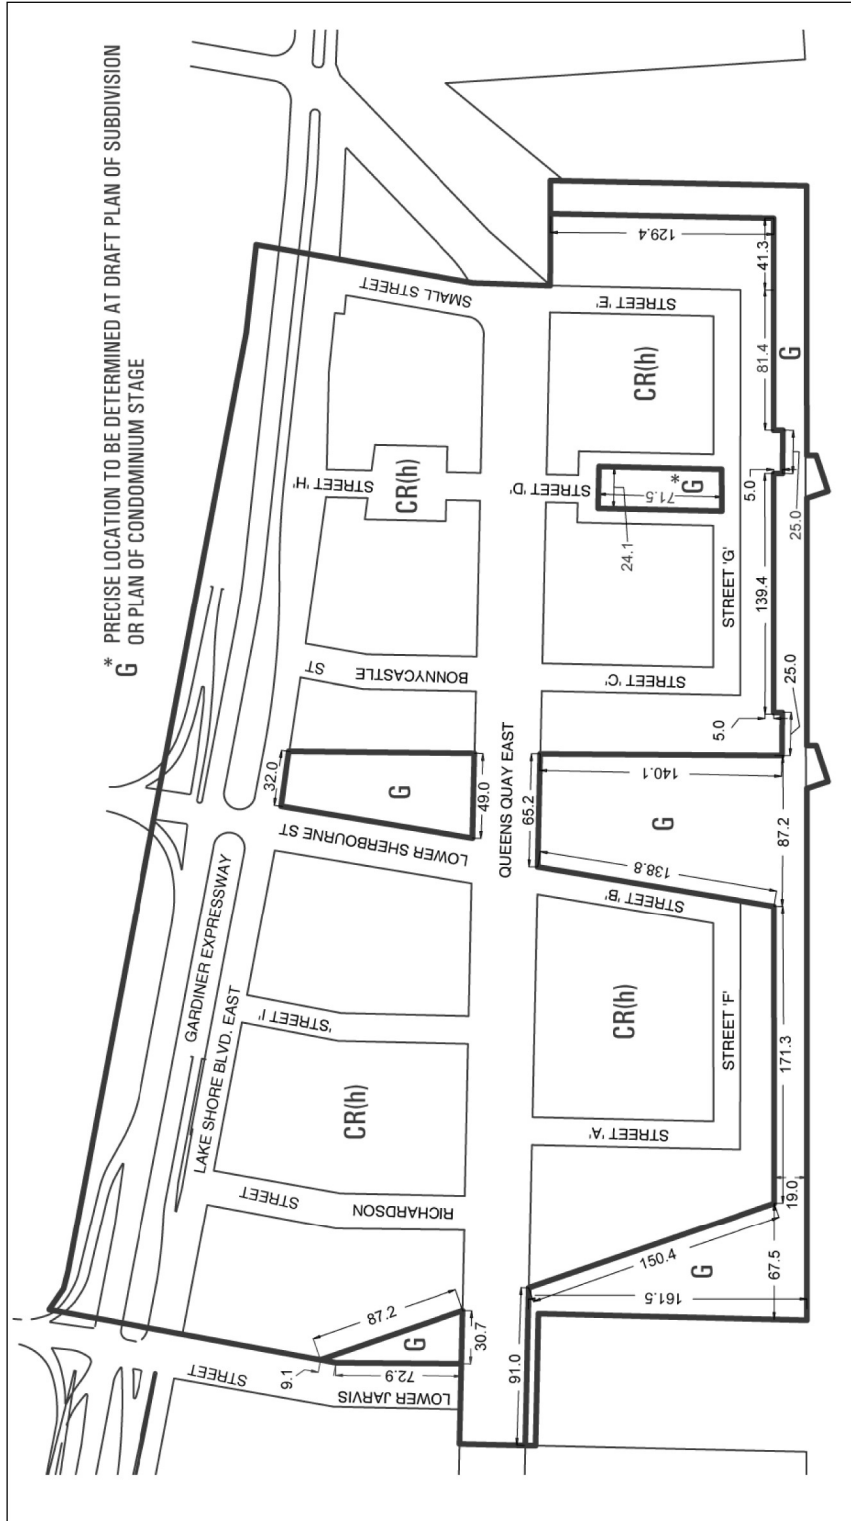 * PRECISE LOCATION TO BE DETERMINED AT DRAFT PLAN OF SUBDIVISION
G OR PLAN OF CONDOMINIUM STAGE
GARDINER EXPRESSWAY
LAKE SHORE BLVD. EAST
LOWER JARVIS
STREET
RICHARDSON
STREET
STREET 'I'
LOWER SHERBOURNE ST
BONNYCASTLE
ST
STREET 'H'
SMALL STREET
CR(h)
CR(h)
9.1
87.2
72.9
G
30.7
32.0
G
49.0
QUEENS QUAY EAST
91.0
65.2
STREET 'A'
STREET 'B'
STREET 'C'
STREET 'D'
STREET 'E'
CR(h)
CR(h)
STREET 'F'
STREET 'G'
150.4
161.5
G
67.5
19.0
171.3
138.8
G
140.1
87.2
5.0
25.0
139.4
24.1
71.5
G*
5.0
25.0
81.4
G
41.3
129.4